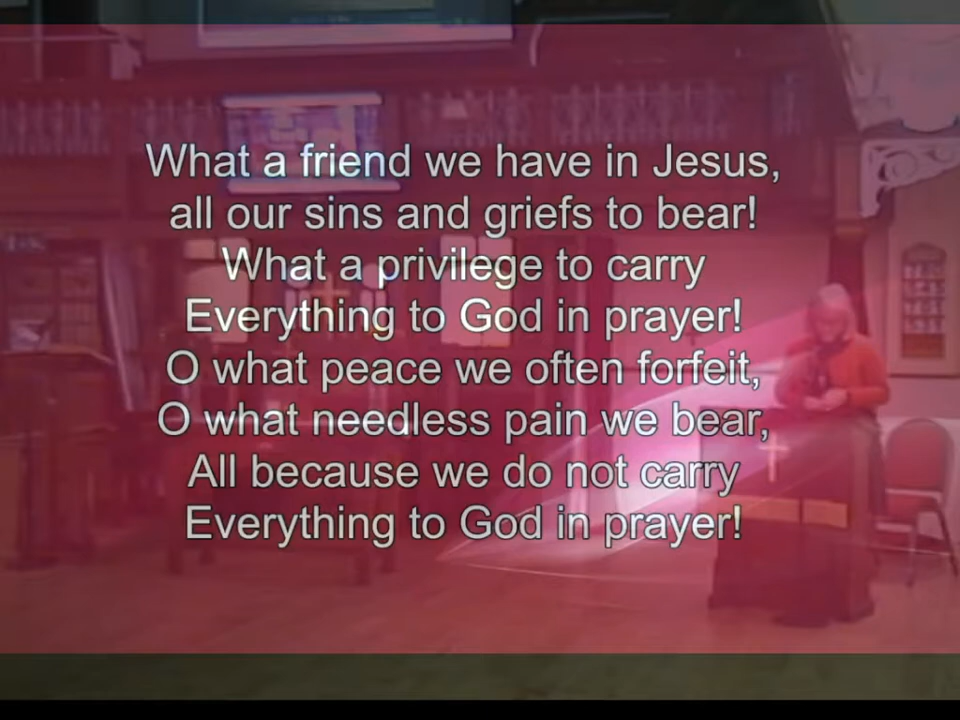 What a friend we have in Jesus,
all our sins and griefs to bear!
What a privilege to carry
Everything to God in prayer!
O what peace we often forfeit,
O what needless pain we bear,
All because we do not carry
Everything to God in prayer!